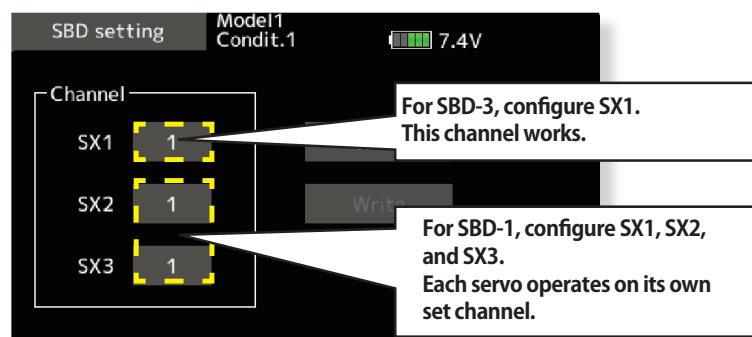 SBD setting
Model1
Condit.1
7.4V
Channel
SX1 1
For SBD-3, configure SX1.
This channel works.
SX2 1
Write
For SBD-1, configure SX1, SX2,
and SX3.
Each servo operates on its own
set channel.
SX3 1